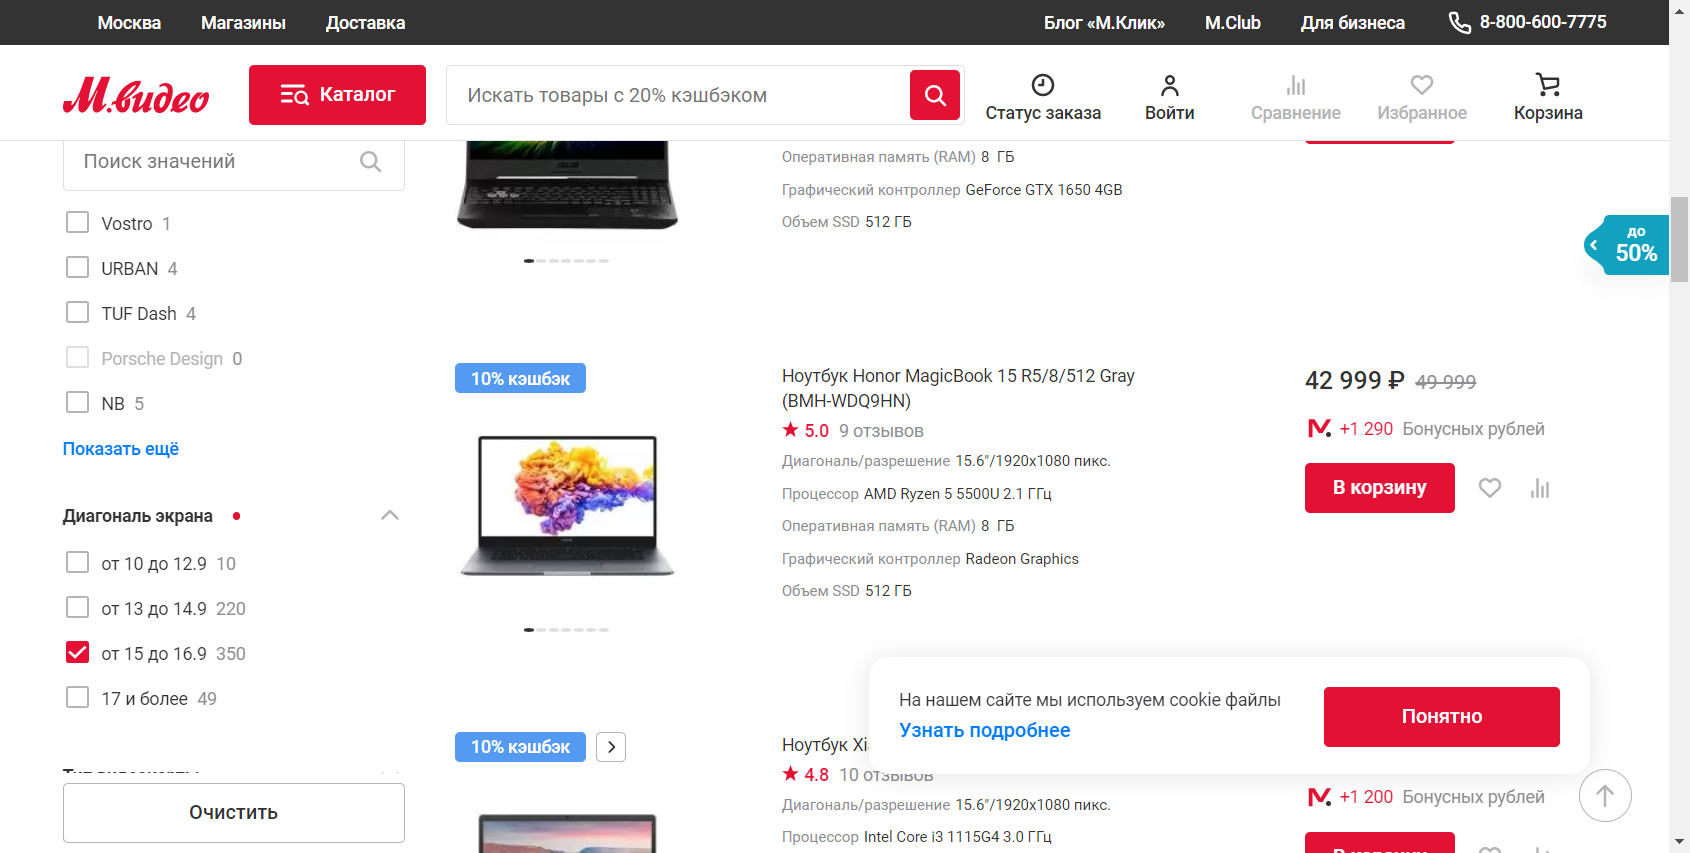 Москва Магазины Доставка Блог «М.Клик» M.Club Для бизнеса 8-800-600-7775
М.видео Каталог Искать товары с 20% кэшбэком Статус заказа Войти Сравнение Избранное Корзина
Поиск значений
Vostro 1
URBAN 4
TUF Dash 4
Porsche Design 0
NB 5
Показать ещё
Диагональ экрана
от 10 до 12.9 10
от 13 до 14.9 220
от 15 до 16.9 350
17 и более 49
Очистить
Оперативная память (RAM) 8 ГБ
Графический контроллер GeForce GTX 1650 4GB
Объем SSD 512 ГБ
до
50%
10% кэшбэк
Ноутбук Honor MagicBook 15 R5/8/512 Gray
(BMH-WDQ9HN)
5.0 9 отзывов
Диагональ/разрешение 15.6"/1920x1080 пикс.
Процессор AMD Ryzen 5 5500U 2.1 ГГц
Оперативная память (RAM) 8 ГБ
Графический контроллер Radeon Graphics
Объем SSD 512 ГБ
42 999 ₽ 49 999
М. +1 290 Бонусных рублей
В корзину
10% кэшбэк
Ноутбук
4.8 10 отзывов
Диагональ/разрешение 15.6"/1920x1080 пикс.
Процессор Intel Core i3 1115G4 3.0 ГГц
М. +1 200 Бонусных рублей
На нашем сайте мы используем cookie файлы
Узнать подробнее
Понятно